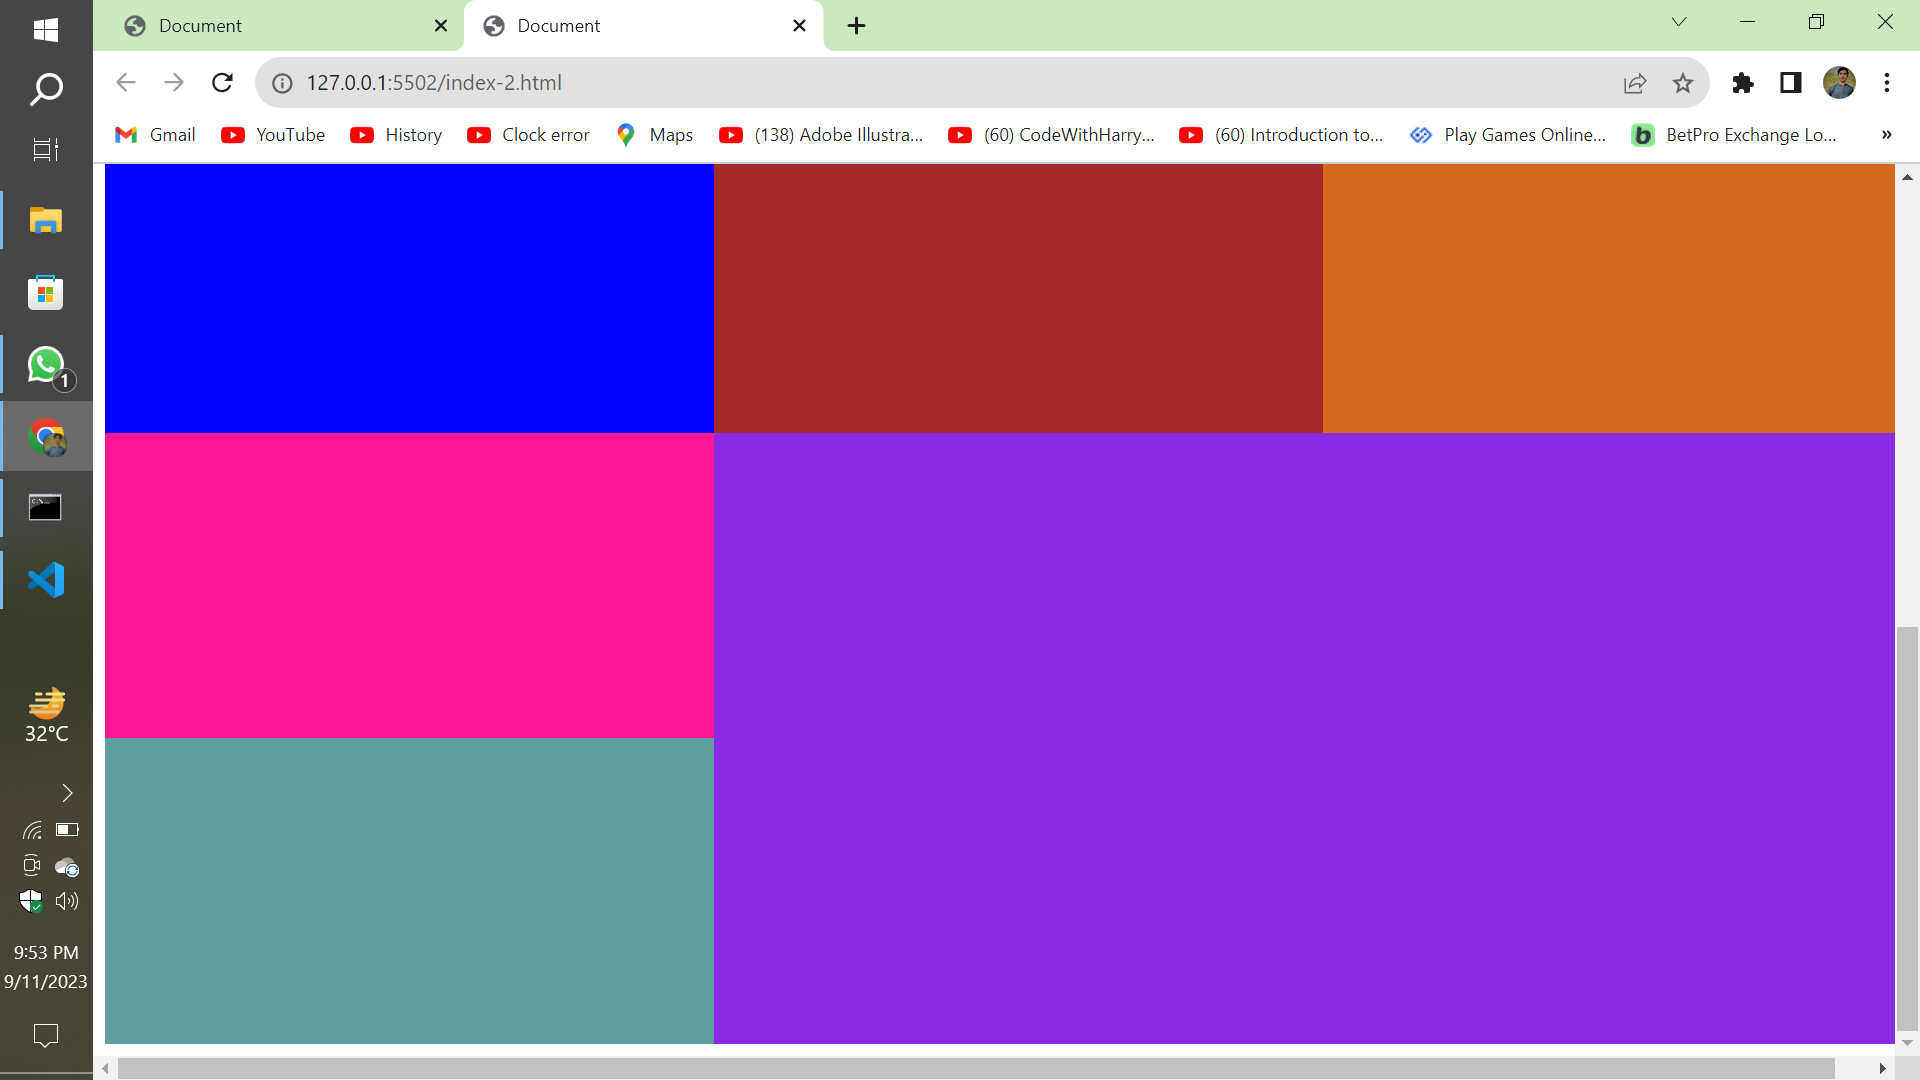 Document
Document
127.0.0.1:5502/index-2.html
Gmail
YouTube
History
Clock error
Maps
(138) Adobe Illustra...
(60) CodeWithHarry...
(60) Introduction to...
Play Games Online...
BetPro Exchange Lo...
»
1
C:\_
32°C
9:53 PM
9/11/2023